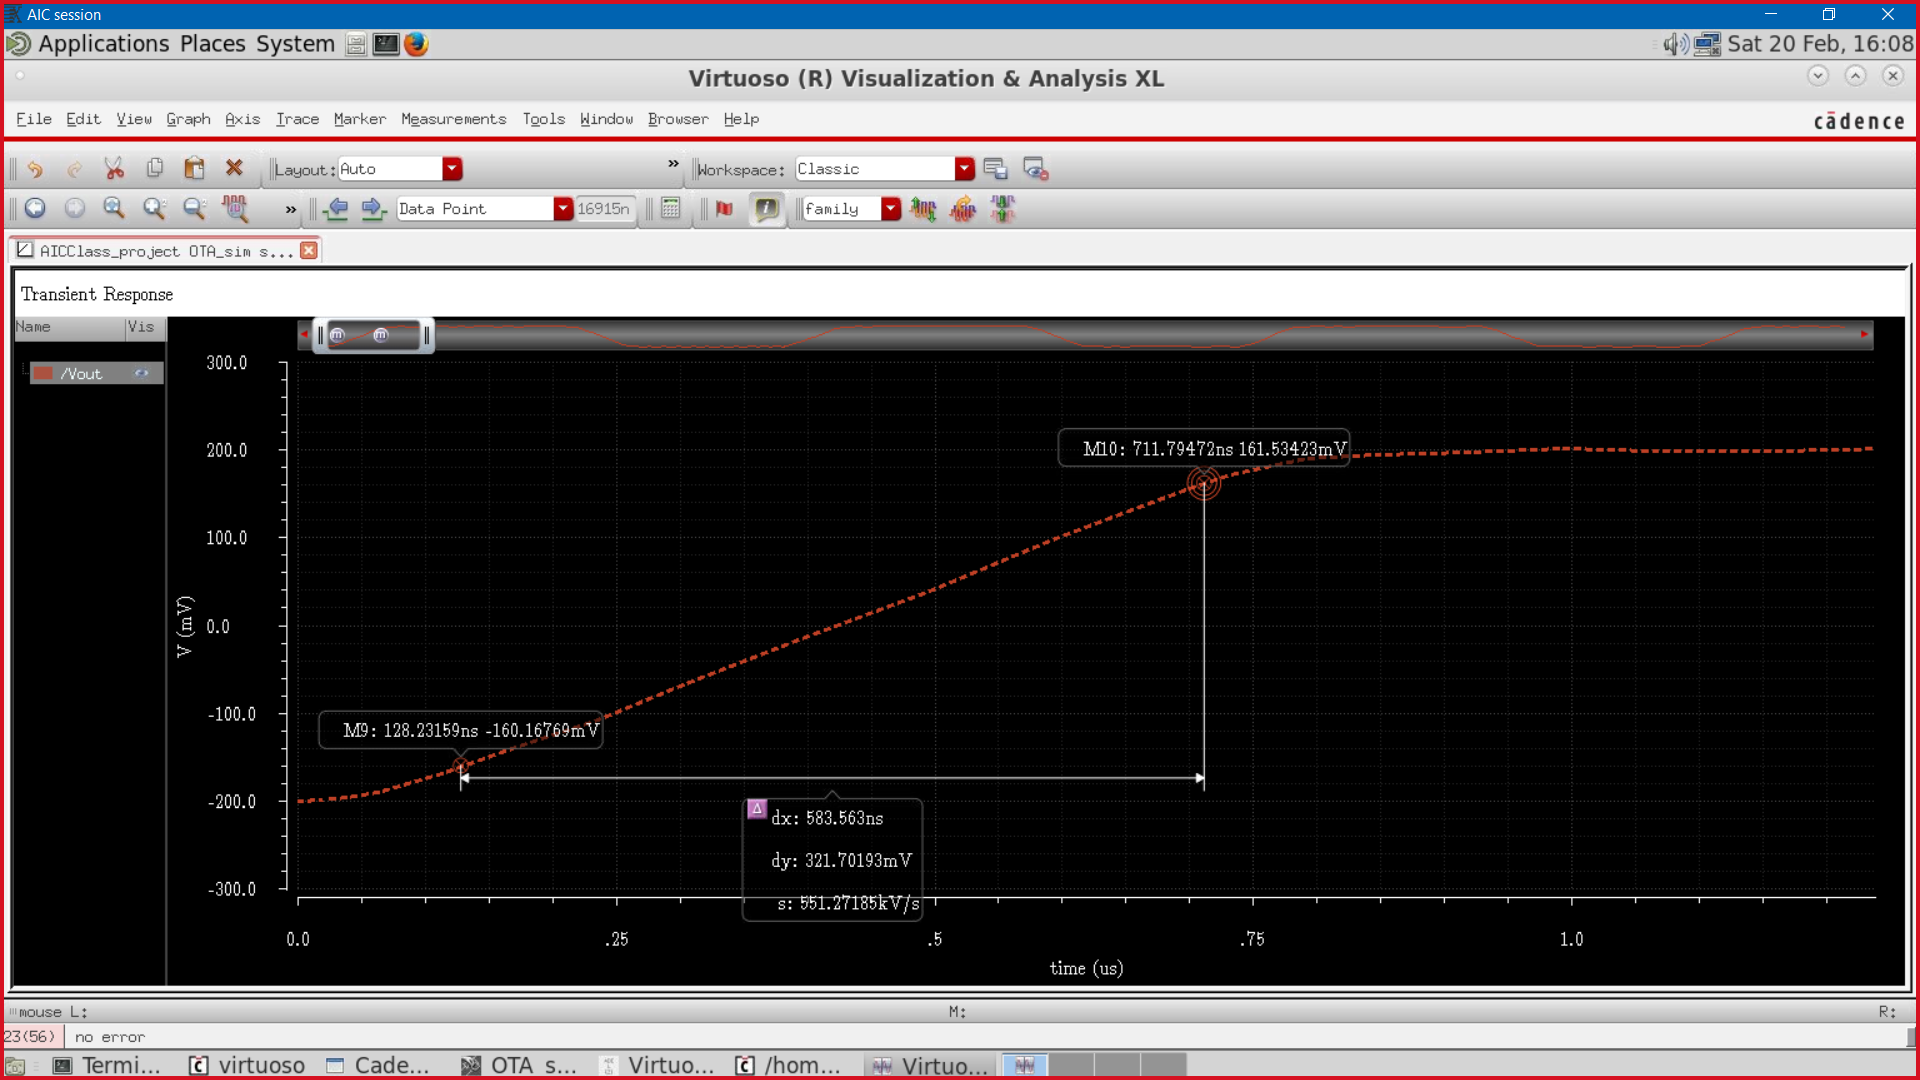 AIC session
Applications Places System
Sat 20 Feb, 16:08
Virtuoso (R) Visualization & Analysis XL
File Edit View Graph Axis Trace Marker Measurements Tools Window Browser Help
cādence
Layout: Auto
» Workspace: Classic
» Data Point 16915n
family
AICClass_project OTA_sim s...
Transient Response
Name Vis
/Vout
300.0
200.0
100.0
0.0
-100.0
-200.0
-300.0
V (mV)
M10: 711.79472ns 161.53423mV
M9: 128.23159ns -160.16769mV
Δ
dx: 583.563ns
dy: 321.70193mV
s: 551.27185kV/s
0.0 .25 .5 .75 1.0
time (us)
mouse L: M: R:
23(56) no error
Termi... virtuoso Cade... OTA s... Virtuo... /hom... Virtuo...